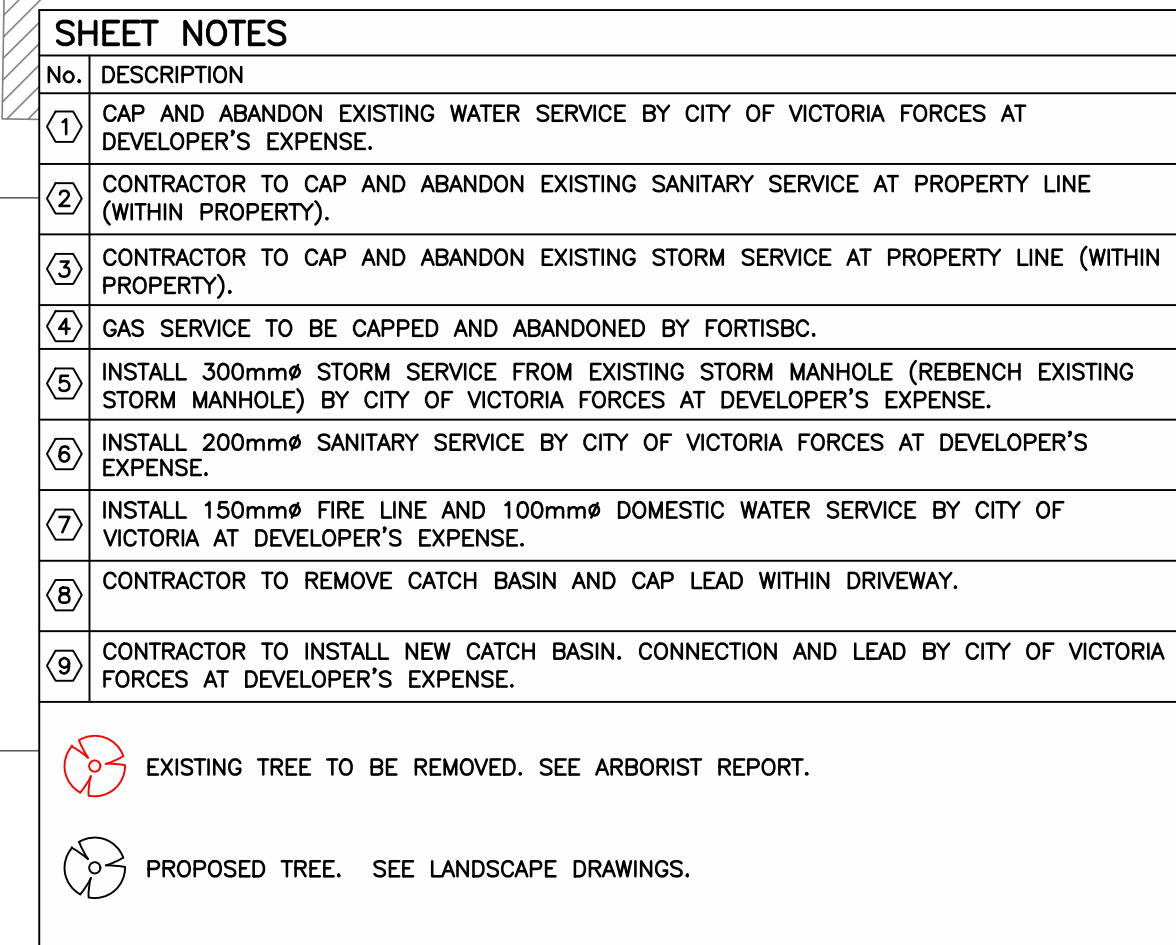 SHEET NOTES
No. DESCRIPTION
1 CAP AND ABANDON EXISTING WATER SERVICE BY CITY OF VICTORIA FORCES AT
DEVELOPER'S EXPENSE.
2 CONTRACTOR TO CAP AND ABANDON EXISTING SANITARY SERVICE AT PROPERTY LINE
(WITHIN PROPERTY).
3 CONTRACTOR TO CAP AND ABANDON EXISTING STORM SERVICE AT PROPERTY LINE (WITHIN
PROPERTY).
4 GAS SERVICE TO BE CAPPED AND ABANDONED BY FORTISBC.
5 INSTALL 300mmø STORM SERVICE FROM EXISTING STORM MANHOLE (REBENCH EXISTING
STORM MANHOLE) BY CITY OF VICTORIA FORCES AT DEVELOPER'S EXPENSE.
6 INSTALL 200mmø SANITARY SERVICE BY CITY OF VICTORIA FORCES AT DEVELOPER'S
EXPENSE.
7 INSTALL 150mmø FIRE LINE AND 100mmø DOMESTIC WATER SERVICE BY CITY OF
VICTORIA AT DEVELOPER'S EXPENSE.
8 CONTRACTOR TO REMOVE CATCH BASIN AND CAP LEAD WITHIN DRIVEWAY.
9 CONTRACTOR TO INSTALL NEW CATCH BASIN. CONNECTION AND LEAD BY CITY OF VICTORIA
FORCES AT DEVELOPER'S EXPENSE.
EXISTING TREE TO BE REMOVED. SEE ARBORIST REPORT.
PROPOSED TREE. SEE LANDSCAPE DRAWINGS.